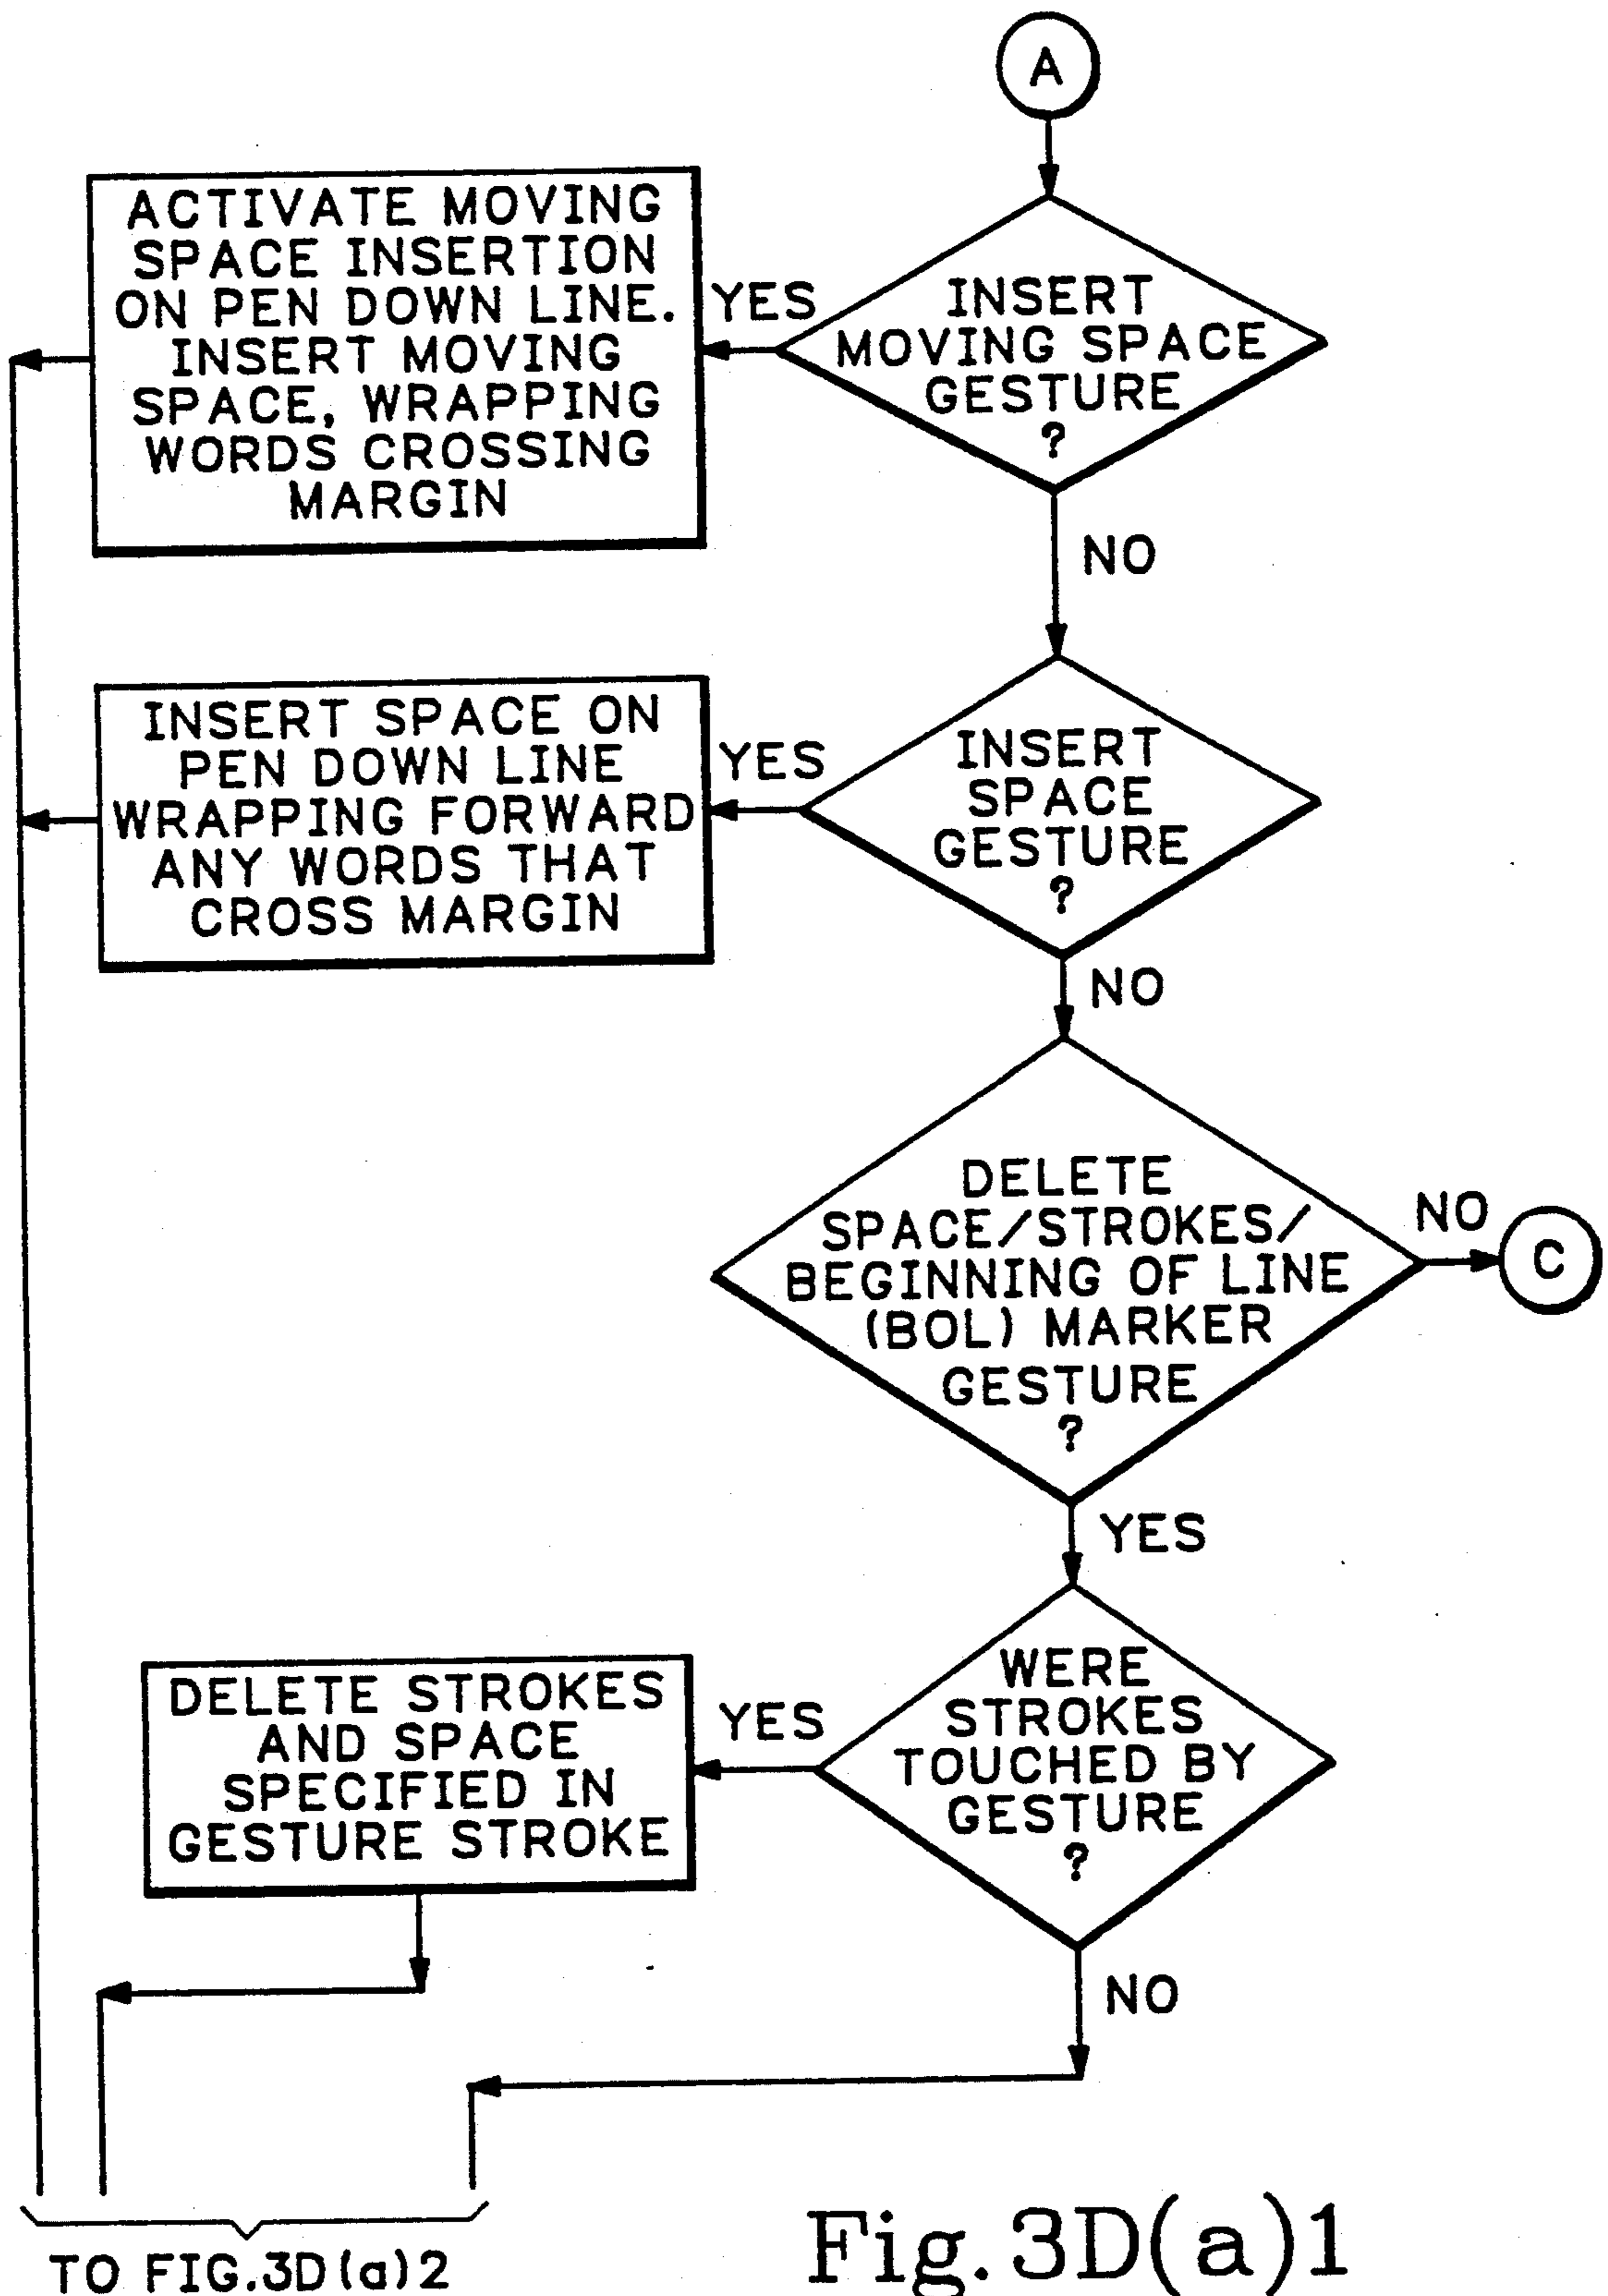 A
ACTIVATE MOVING
SPACE INSERTION
ON PEN DOWN LINE.
INSERT MOVING
SPACE, WRAPPING
WORDS CROSSING
MARGIN
YES
INSERT
MOVING SPACE
GESTURE
?
NO
INSERT SPACE ON
PEN DOWN LINE
WRAPPING FORWARD
ANY WORDS THAT
CROSS MARGIN
YES
INSERT
SPACE
GESTURE
?
NO
DELETE
SPACE/STROKES/
BEGINNING OF LINE
(BOL) MARKER
GESTURE
?
NO
C
YES
DELETE STROKES
AND SPACE
SPECIFIED IN
GESTURE STROKE
YES
WERE
STROKES
TOUCHED BY
GESTURE
?
NO
TO FIG.3D(a)2
Fig.3D(a)1